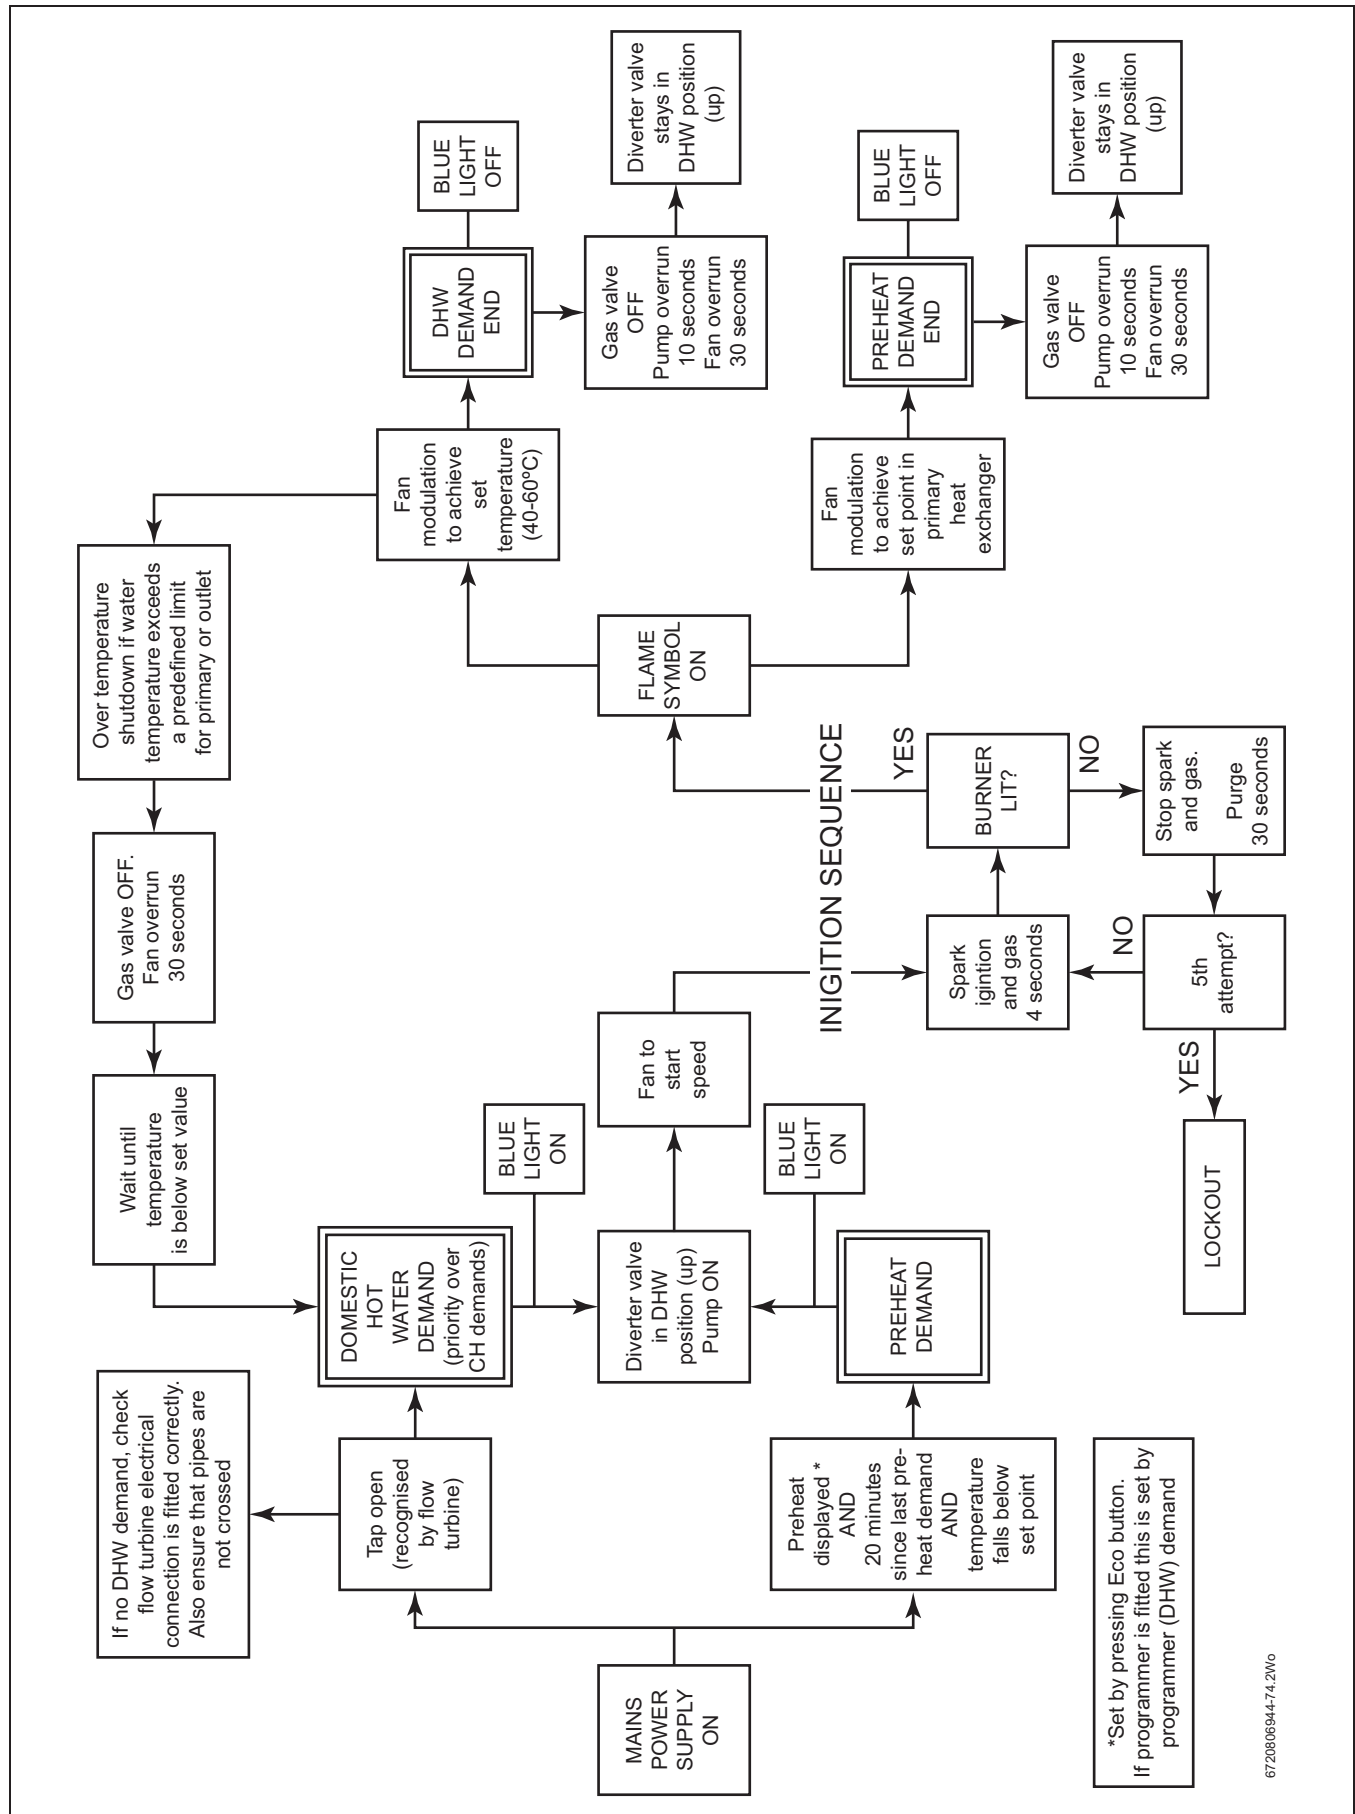 MAINS
POWER
SUPPLY
ON
If no DHW demand, check
flow turbine electrical
connection is fitted correctly.
Also ensure that pipes are
not crossed
Tap open
(recognised
by flow
turbine)
Preheat
displayed *
AND
20 minutes
since last pre-
heat demand
AND
temperature
falls below
set point
*Set by pressing Eco button.
If programmer is fitted this is set by
programmer (DHW) demand
DOMESTIC
HOT
WATER
DEMAND
(priority over
CH demands)
BLUE
LIGHT
ON
Diverter valve
in DHW
position (up)
Pump ON
BLUE
LIGHT
ON
PREHEAT
DEMAND
Wait until
temperature
is below set value
Gas valve OFF.
Fan overrun
30 seconds
Over temperature
shutdown if water
temperature exceeds
a predefined limit
for primary or outlet
Fan to
start
speed
INIGITION SEQUENCE
Spark
igintion
and gas
4 seconds
BURNER
LIT?
YES
NO
Stop spark
and gas.
Purge
30 seconds
5th
attempt?
NO
YES
LOCKOUT
FLAME
SYMBOL
ON
Fan
modulation
to achieve
set
temperature
(40-60ºC)
DHW
DEMAND
END
BLUE
LIGHT
OFF
Gas valve
OFF
Pump overrun
10 seconds
Fan overrun
30 seconds
Diverter valve
stays in
DHW position
(up)
Fan
modulation
to achieve
set point in
primary
heat
exchanger
PREHEAT
DEMAND
END
BLUE
LIGHT
OFF
Gas valve
OFF
Pump overrun
10 seconds
Fan overrun
30 seconds
Diverter valve
stays in
DHW position
(up)
6720806944-74.2Wo